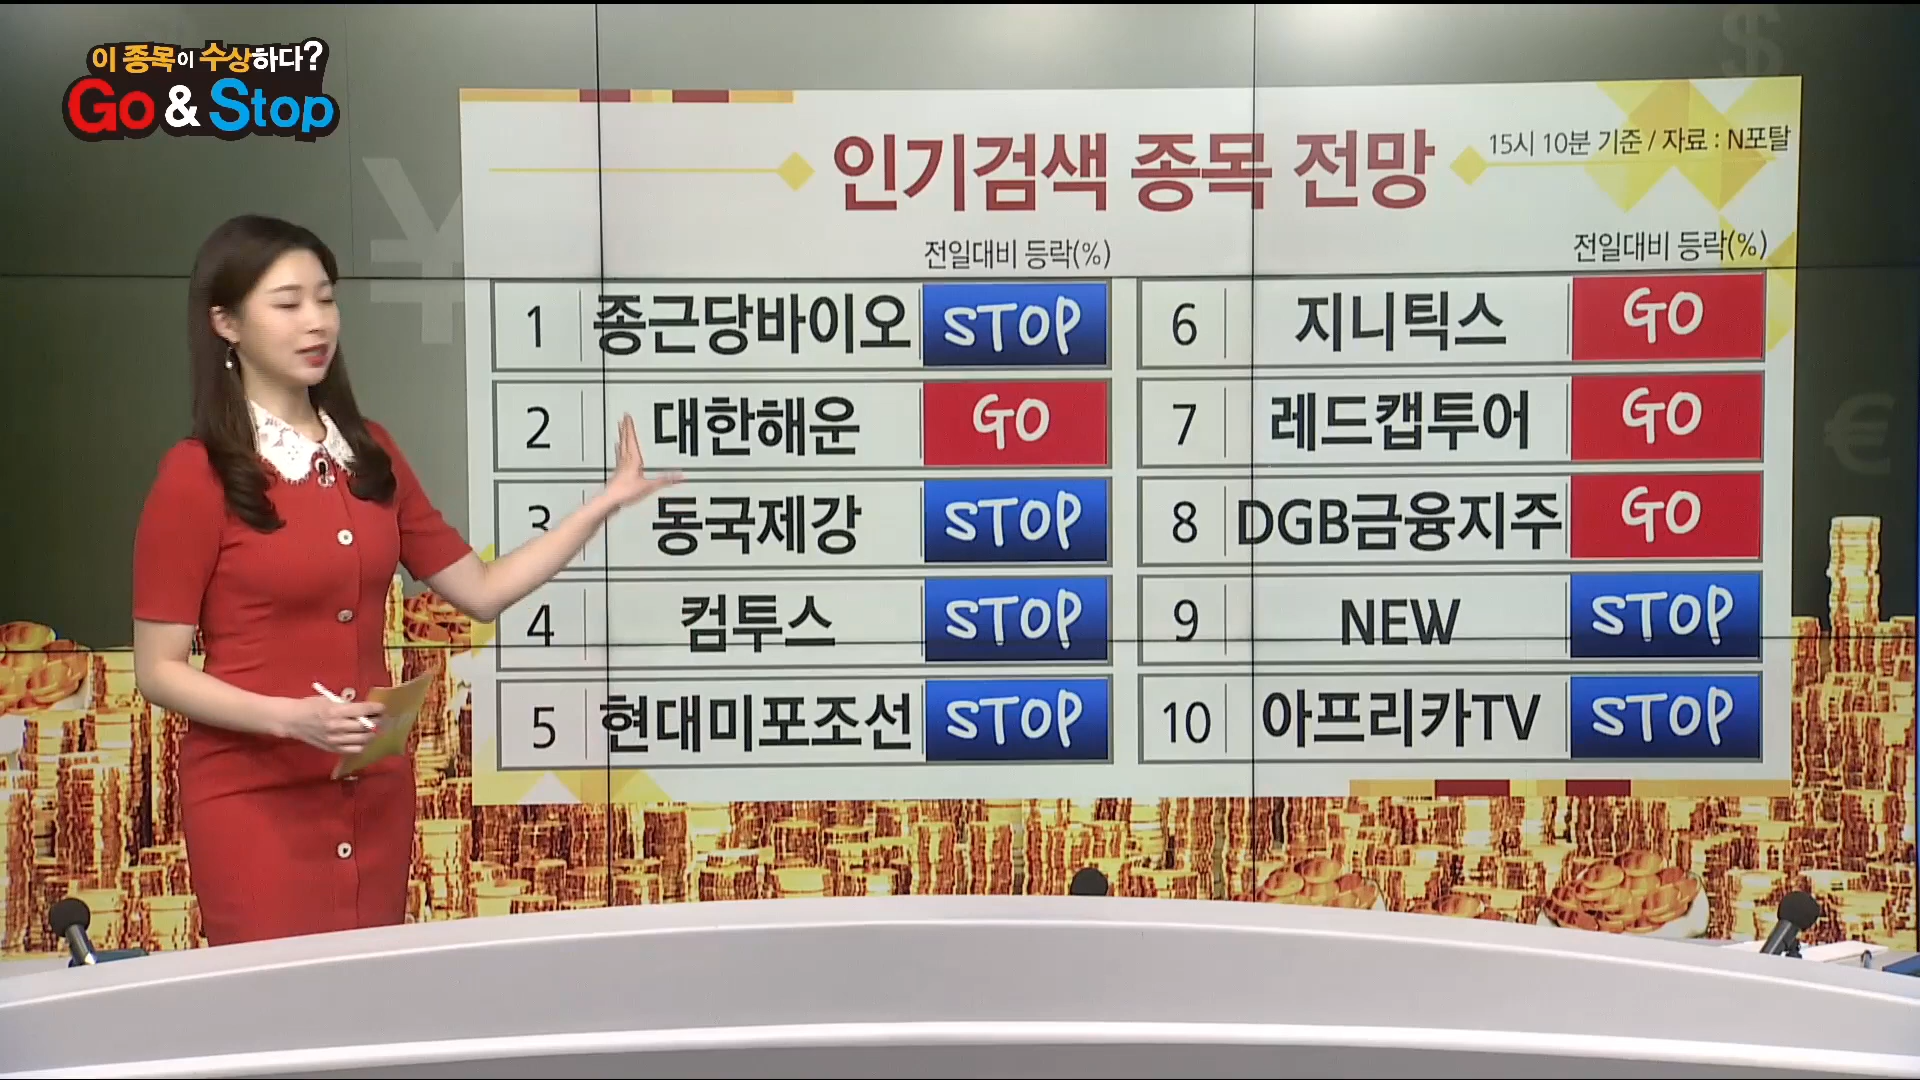 이 종목이 수상하다?
Go & Stop
인기검색 종목 전망
15시 10분 기준 / 자료 : N포탈
전일대비 등락(%)
전일대비 등락(%)
1 종근당바이오 STOP
2 대한해운 GO
3 동국제강 STOP
4 컴투스 STOP
5 현대미포조선 STOP
6 지니틱스 GO
7 레드캡투어 GO
8 DGB금융지주 GO
9 NEW STOP
10 아프리카TV STOP